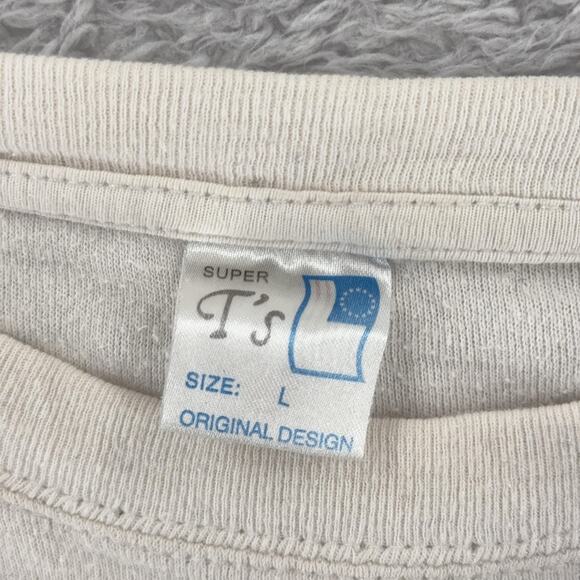 SUPER
T's
SIZE: L
ORIGINAL DESIGN